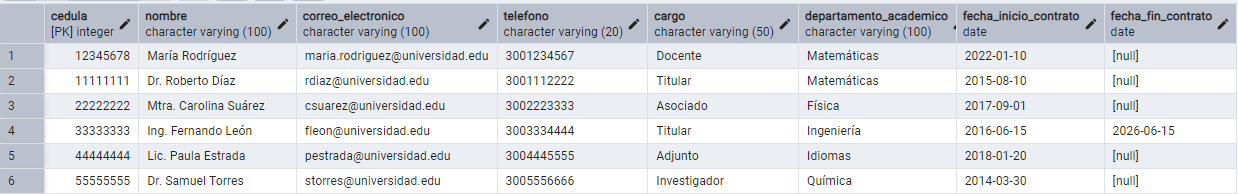 cedula nombre correo_electronico telefono cargo departamento_academico fecha_inicio_contrato fecha_fin_contrato
[PK] integer character varying (100) character varying (100) character varying (20) character varying (50) character varying (100) date date
1 12345678 María Rodríguez maria.rodriguez@universidad.edu 3001234567 Docente Matemáticas 2022-01-10 [null]
2 11111111 Dr. Roberto Díaz rdiaz@universidad.edu 3001112222 Titular Matemáticas 2015-08-10 [null]
3 22222222 Mtra. Carolina Suárez csuarez@universidad.edu 3002223333 Asociado Física 2017-09-01 [null]
4 33333333 Ing. Fernando León fleon@universidad.edu 3003334444 Titular Ingeniería 2016-06-15 2026-06-15
5 44444444 Lic. Paula Estrada pestrada@universidad.edu 3004445555 Adjunto Idiomas 2018-01-20 [null]
6 55555555 Dr. Samuel Torres storres@universidad.edu 3005556666 Investigador Química 2014-03-30 [null]